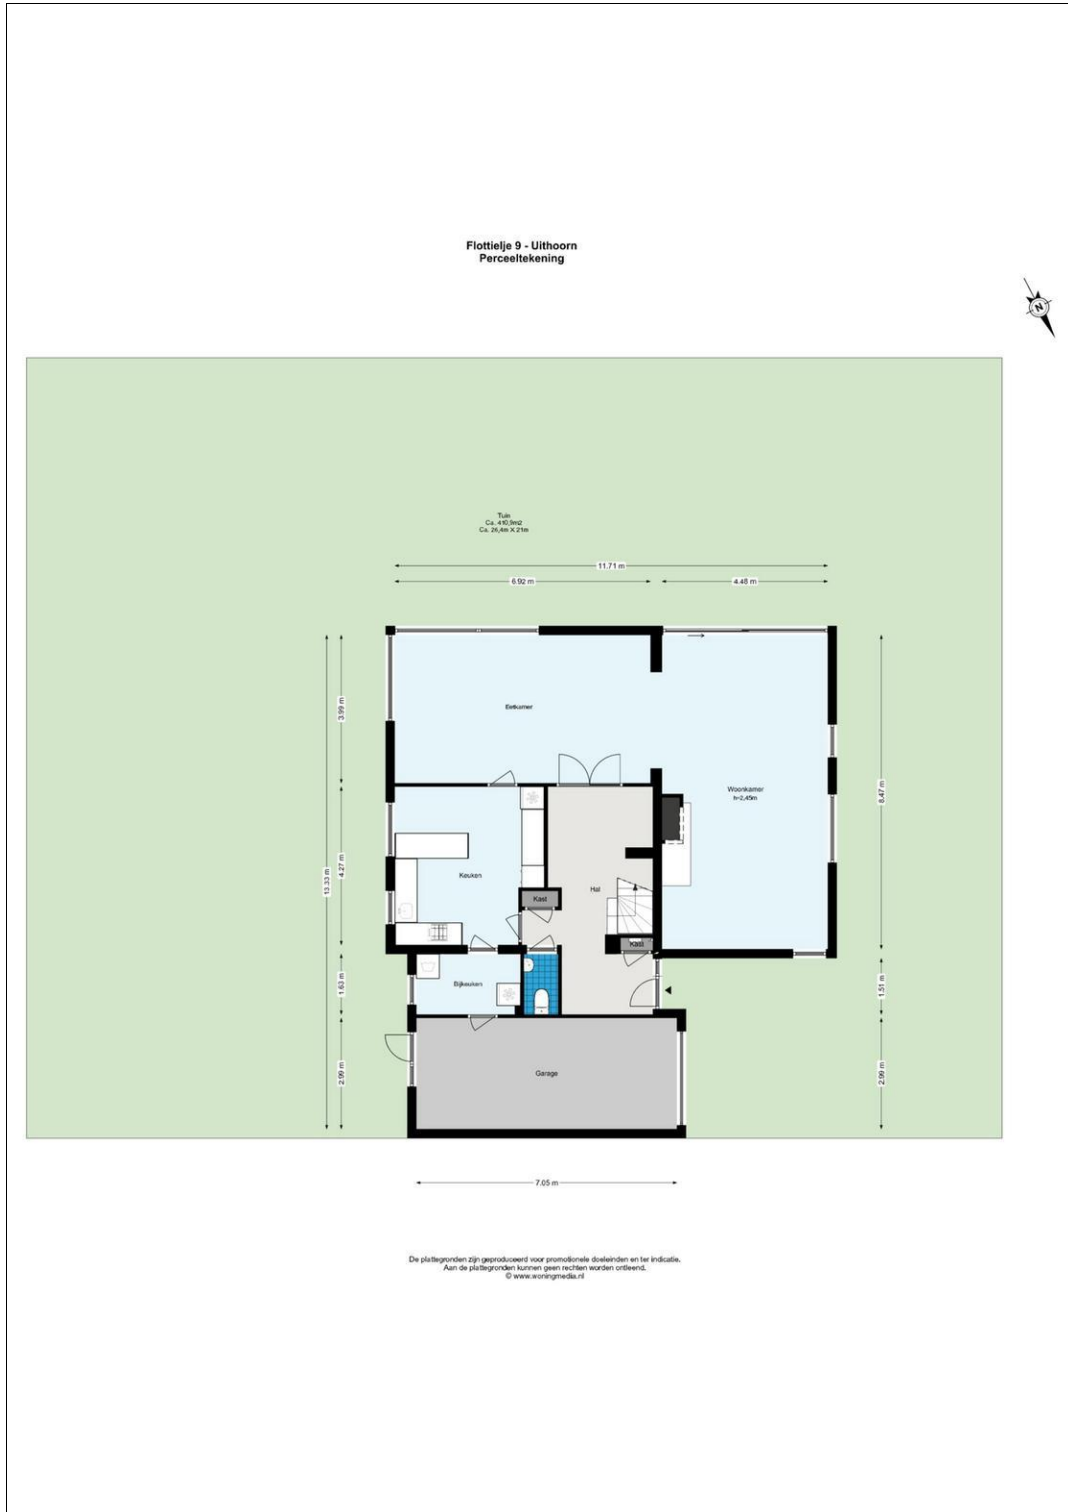 Flottielje 9 - Uithoorn
Perceeltekening
N
Tuin
Ca. 410,9m2
Ca. 26,4m X 21m
11.71 m
6.92 m
4.48 m
3.99 m
Eetkamer
8.47 m
Woonkamer
h=2,45m
13.33 m
4.27 m
Keuken
Hal
Kast
Kast
1.63 m
Bijkeuken
1.51 m
2.99 m
Garage
2.99 m
7.05 m
De plattegronden zijn geproduceerd voor promotionele doeleinden en ter indicatie.
Aan de plattegronden kunnen geen rechten worden ontleend.
© www.woningmedia.nl